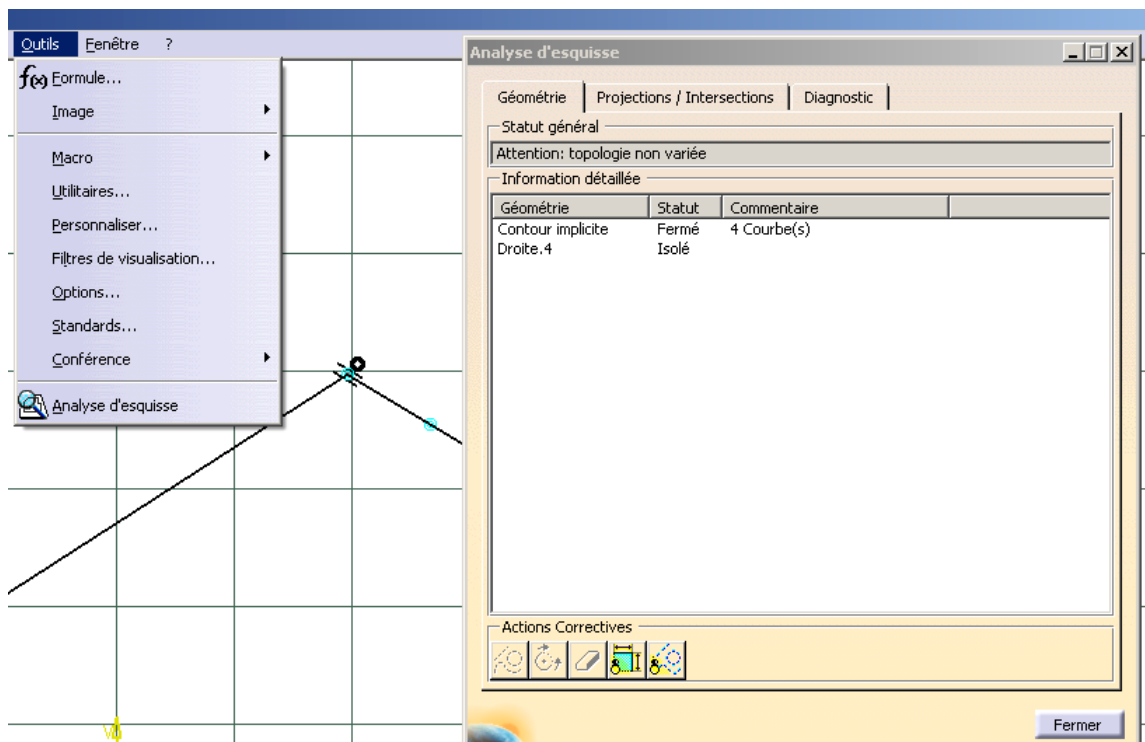 Outils Fenêtre ?
f(x) Formule...
Image
Macro
Utilitaires...
Personnaliser...
Filtres de visualisation...
Options...
Standards...
Conférence
Analyse d'esquisse
Analyse d'esquisse
Géométrie Projections / Intersections Diagnostic
Statut général
Attention: topologie non variée
Information détaillée
Géométrie Statut Commentaire
Contour implicite Fermé 4 Courbe(s)
Droite.4 Isolé
Actions Correctives
Fermer